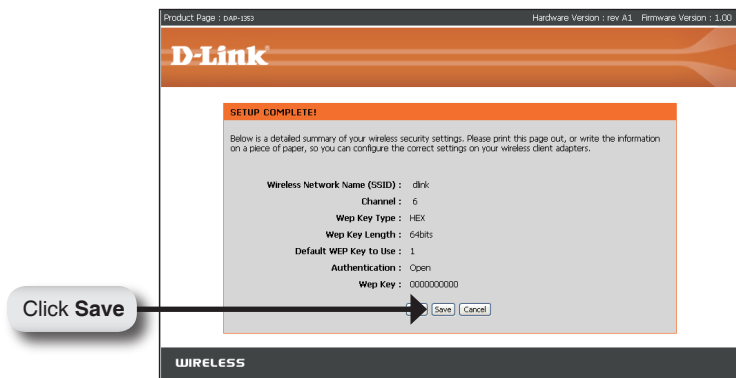 Product Page : DAP-1353 Hardware Version : rev A1 Firmware Version : 1.00
D-Link
SETUP COMPLETE!
Below is a detailed summary of your wireless security settings. Please print this page out, or write the information
on a piece of paper, so you can configure the correct settings on your wireless client adapters.
Wireless Network Name (SSID) : dlink
Channel : 6
Wep Key Type : HEX
Wep Key Length : 64bits
Default WEP Key to Use : 1
Authentication : Open
Wep Key : 0000000000
Save Cancel
Click Save
WIRELESS